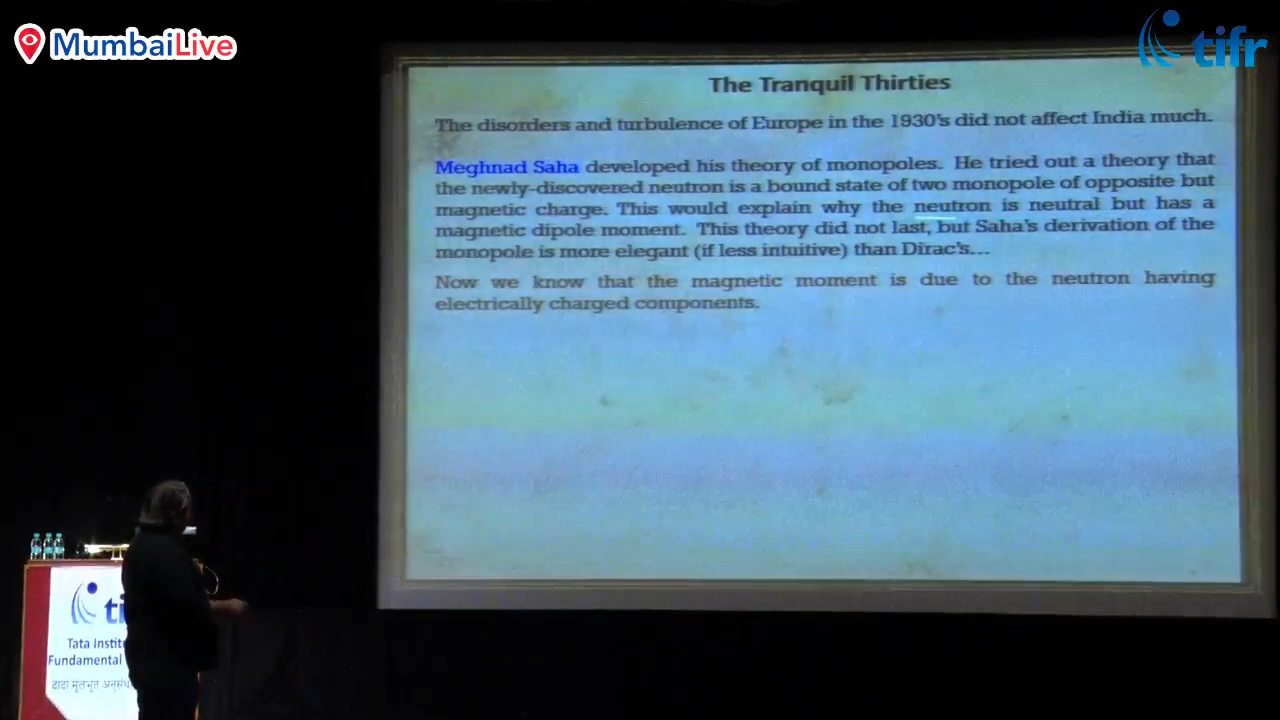 MumbaiLive
tifr
The Tranquil Thirties
The disorders and turbulence of Europe in the 1930's did not affect India much.
Meghnad Saha developed his theory of monopoles. He tried out a theory that
the newly-discovered neutron is a bound state of two monopole of opposite but
magnetic charge. This would explain why the neutron is neutral but has a
magnetic dipole moment. This theory did not last, but Saha's derivation of the
monopole is more elegant (if less intuitive) than Dirac's...
Now we know that the magnetic moment is due to the neutron having
electrically charged components.
ti
Tata Institu
Fundamental
दादा मूलभूत अनुसंधा